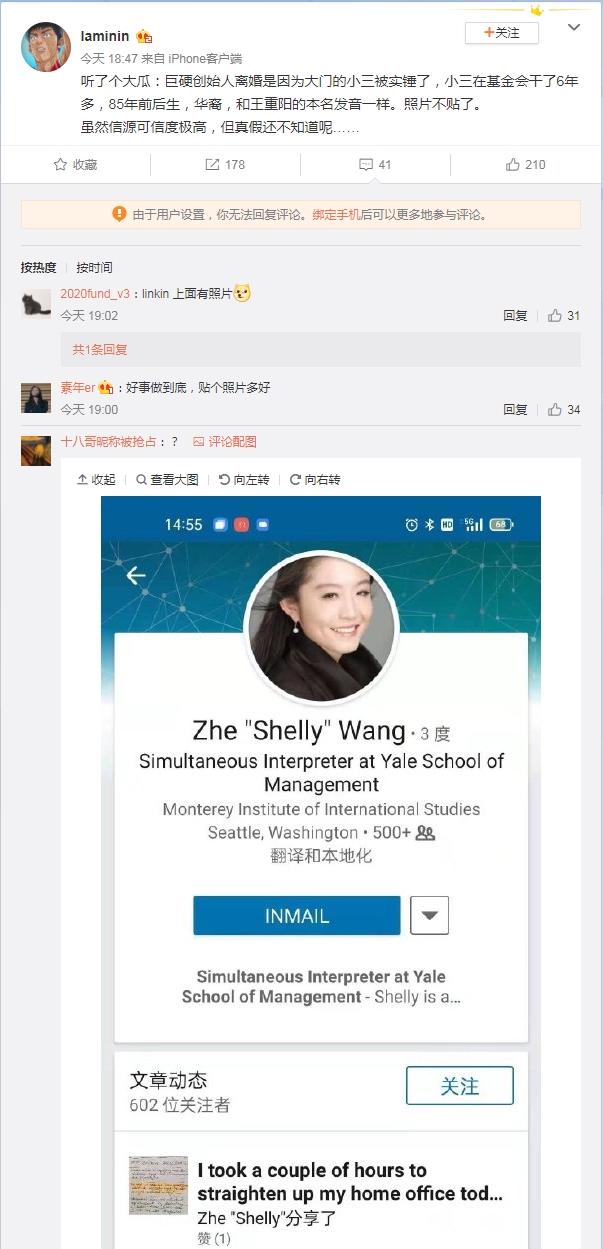 laminin
+关注
今天 18:47 来自 iPhone客户端
听了个大瓜：巨硬创始人离婚是因为大门的小三被实锤了，小三在基金会干了6年
多，85年前后生，华裔，和王重阳的本名发音一样。照片不贴了。
虽然信源可信度极高，但真假还不知道呢……
收藏
178
41
210
由于用户设置，你无法回复评论。绑定手机后可以更多地参与评论。
按热度 按时间
2020fund_v3：linkin 上面有照片
今天 19:02
回复 31
共1条回复
素年er：好事做到底，贴个照片多好
今天 19:00
回复 34
十八哥昵称被抢占：？ 评论配图
收起 查看大图 向左转 向右转
14:55
HD 5G 68
Zhe "Shelly" Wang · 3 度
Simultaneous Interpreter at Yale School of
Management
Monterey Institute of International Studies
Seattle, Washington • 500+
翻译和本地化
INMAIL
Simultaneous Interpreter at Yale
School of Management - Shelly is a...
文章动态
602 位关注者
关注
I took a couple of hours to
straighten up my home office tod...
Zhe "Shelly"分享了
赞 (1)